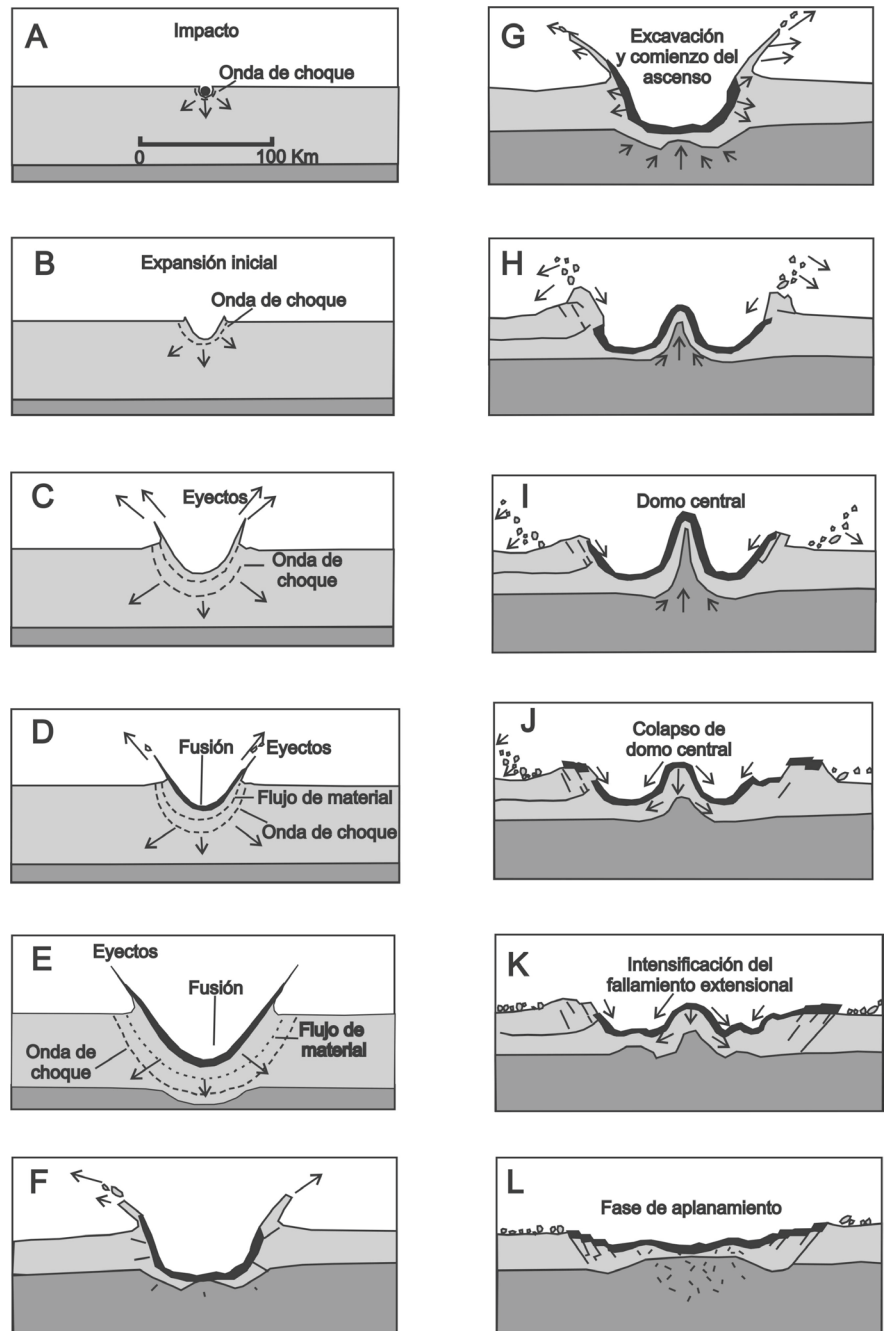 A
Impacto
Onda de choque
0
100 Km
B
Expansión inicial
Onda de choque
C
Eyectos
Onda de
choque
D
Fusión
Eyectos
Flujo de material
Onda de choque
E
Eyectos
Fusión
Onda de
choque
Flujo de
material
F
G
Excavación
y comienzo del
ascenso
H
I
Domo central
J
Colapso de
domo central
K
Intensificación del
fallamiento extensional
L
Fase de aplanamiento